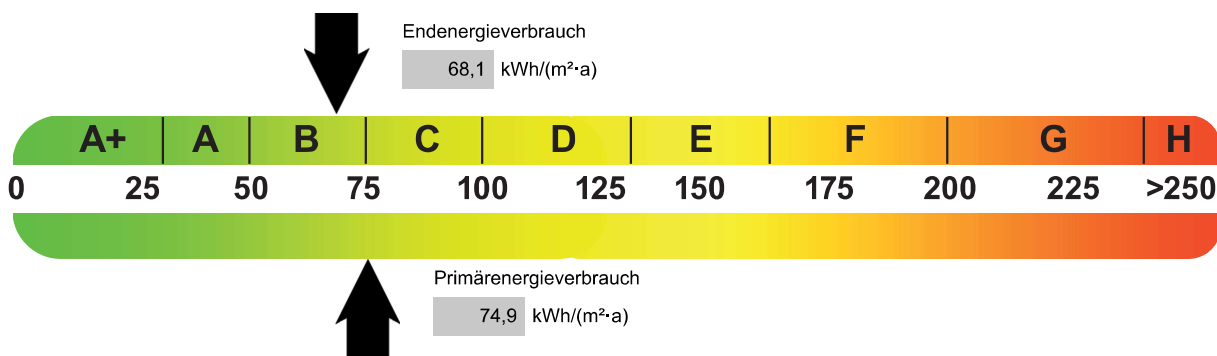 Endenergieverbrauch
68,1 kWh/(m²·a)
A+ A B C D E F G H
0 25 50 75 100 125 150 175 200 225 >250
Primärenergieverbrauch
74,9 kWh/(m²·a)